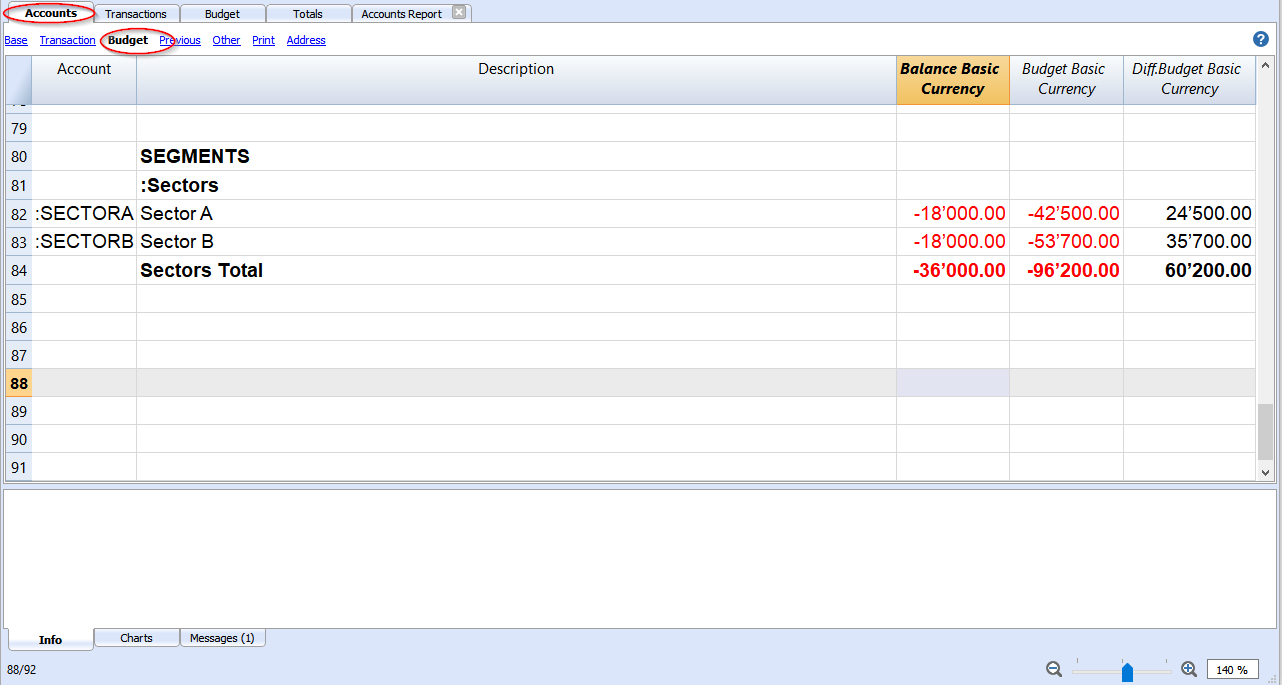 Accounts Transactions Budget Totals Accounts Report
Base Transaction Budget Previous Other Print Address ?
Account Description Balance Basic Currency Budget Basic Currency Diff.Budget Basic Currency
79
80 SEGMENTS
81 :Sectors
82 :SECTORA Sector A -18’000.00 -42’500.00 24’500.00
83 :SECTORB Sector B -18’000.00 -53’700.00 35’700.00
84 Sectors Total -36’000.00 -96’200.00 60’200.00
85
86
87
88
89
90
91
Info Charts Messages (1)
88/92 140 %